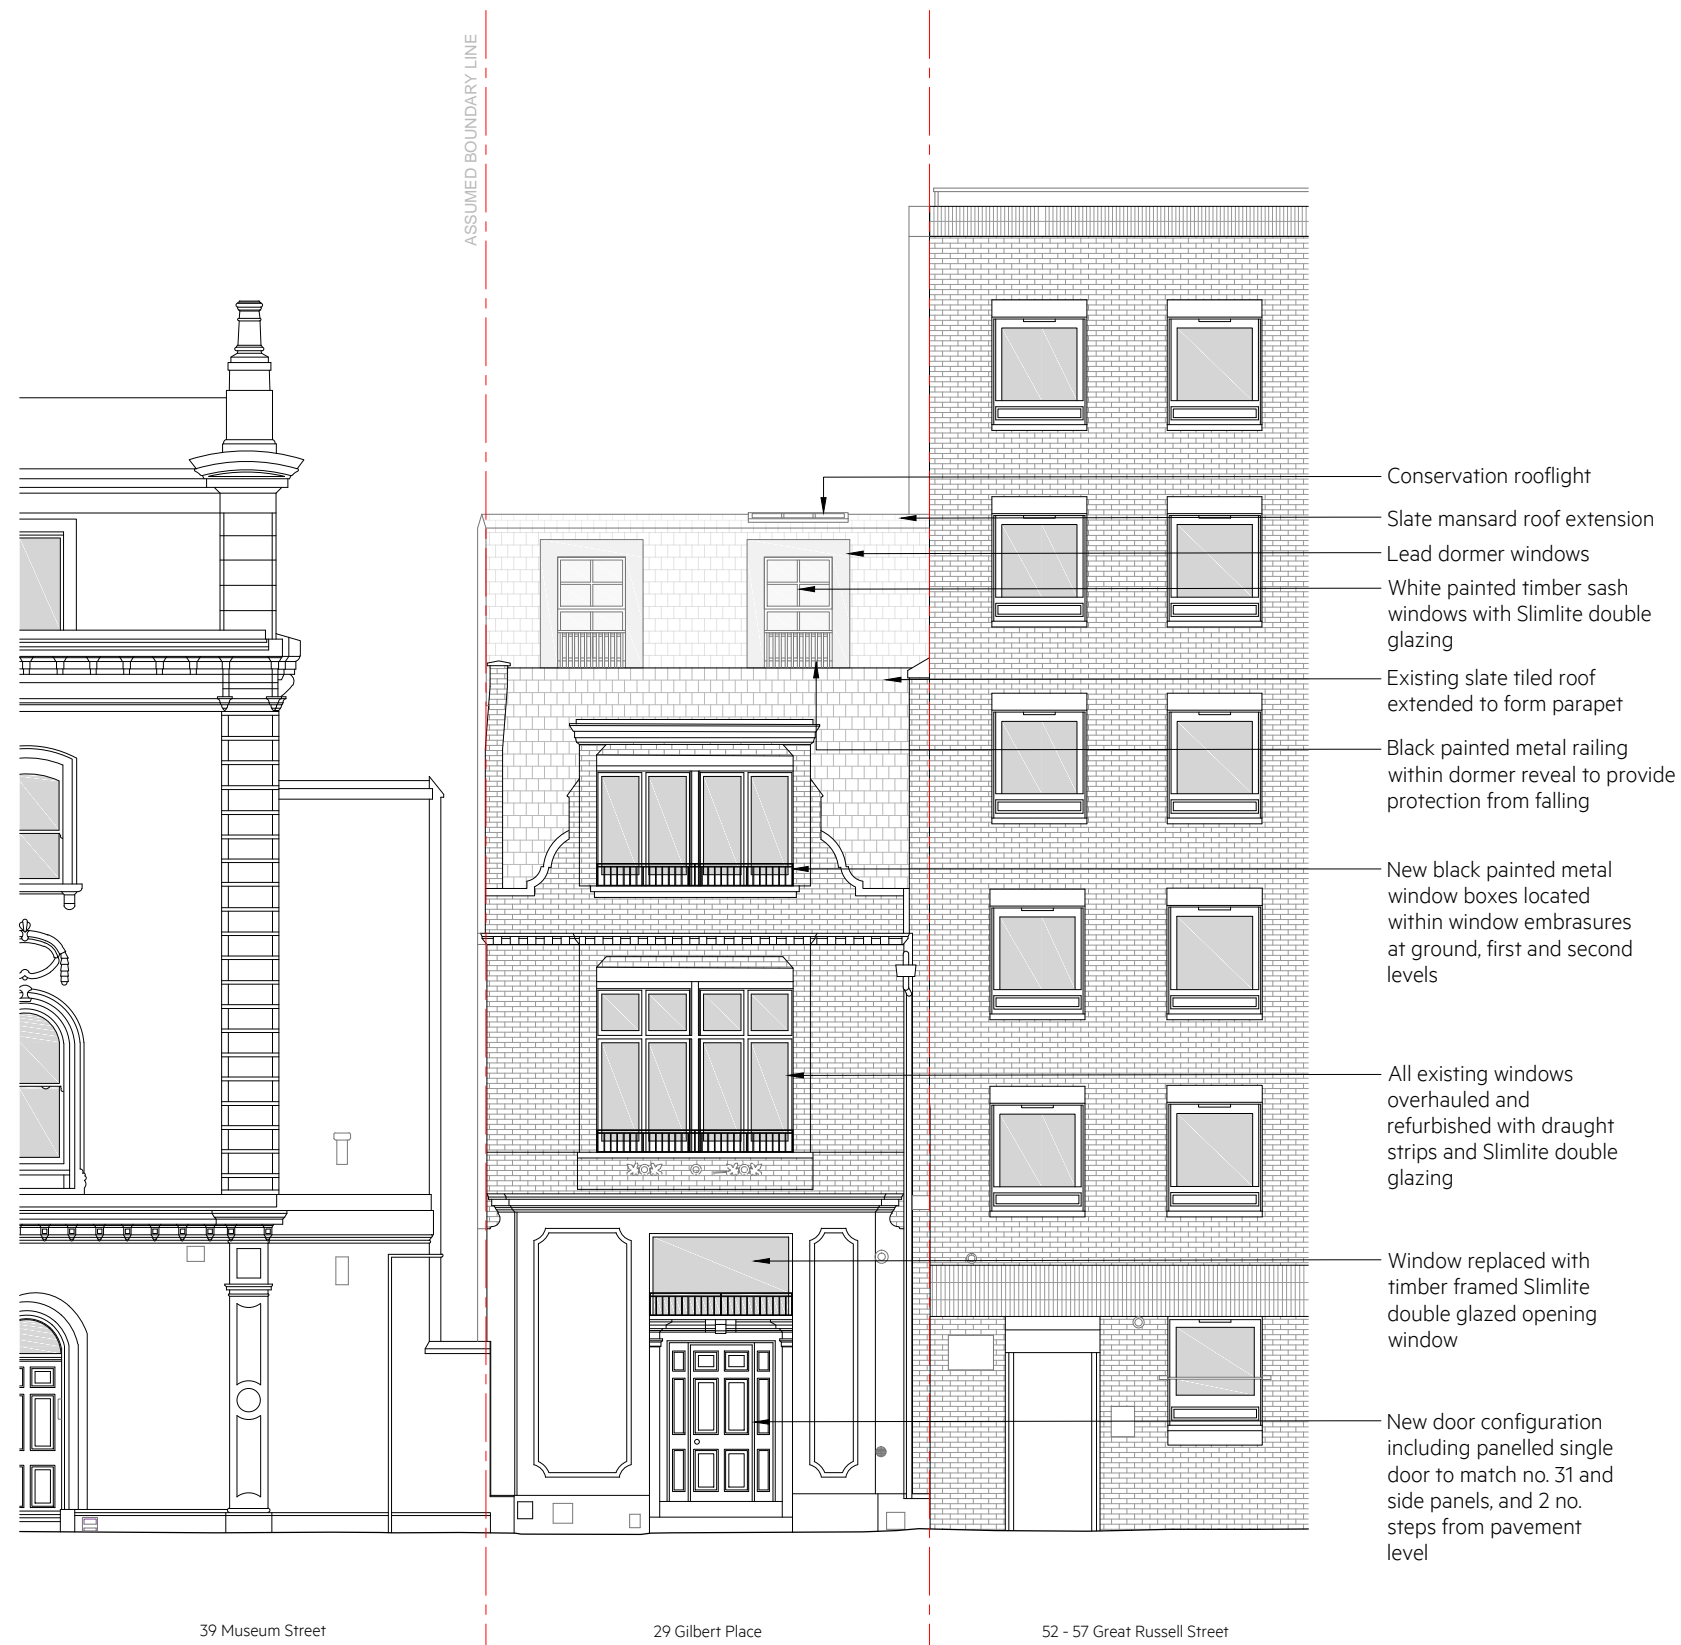 ASSUMED BOUNDARY LINE
Conservation rooflight
Slate mansard roof extension
Lead dormer windows
White painted timber sash
windows with Slimlite double
glazing
Existing slate tiled roof
extended to form parapet
Black painted metal railing
within dormer reveal to provide
protection from falling
New black painted metal
window boxes located
within window embrasures
at ground, first and second
levels
All existing windows
overhauled and
refurbished with draught
strips and Slimlite double
glazing
Window replaced with
timber framed Slimlite
double glazed opening
window
New door configuration
including panelled single
door to match no. 31 and
side panels, and 2 no.
steps from pavement
level
39 Museum Street
29 Gilbert Place
52 - 57 Great Russell Street